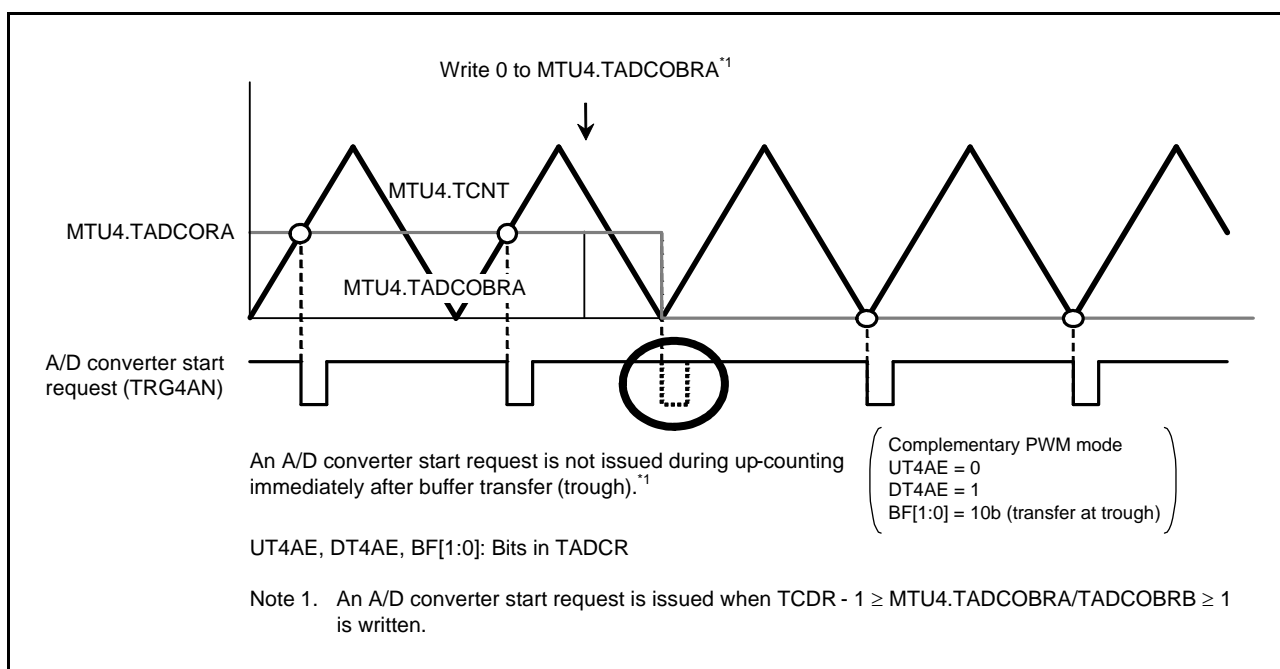 Write 0 to MTU4.TADCOBRA*1
MTU4.TCNT
MTU4.TADCORA
MTU4.TADCOBRA
A/D converter start
request (TRG4AN)
An A/D converter start request is not issued during up-counting
immediately after buffer transfer (trough).*1
Complementary PWM mode
UT4AE = 0
DT4AE = 1
BF[1:0] = 10b (transfer at trough)
UT4AE, DT4AE, BF[1:0]: Bits in TADCR
Note 1. An A/D converter start request is issued when TCDR - 1 ≥ MTU4.TADCOBRA/TADCOBRB ≥ 1
is written.